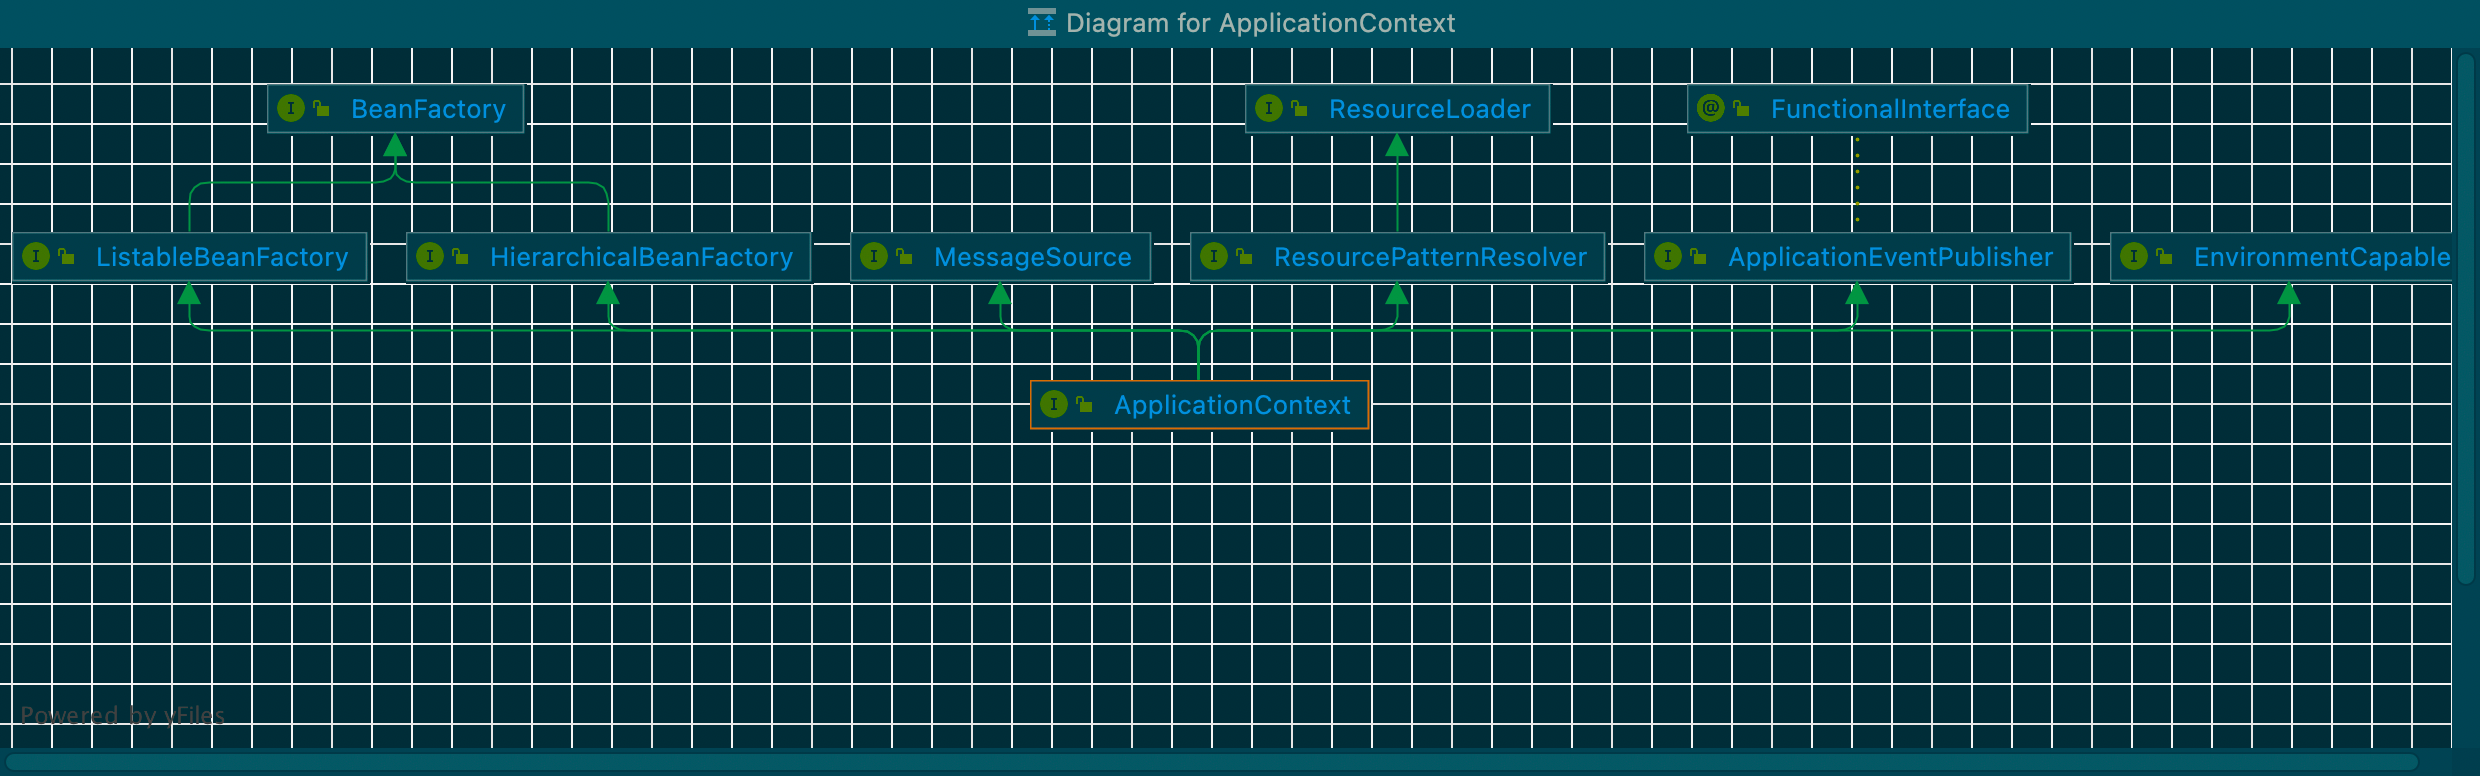 Diagram for ApplicationContext
BeanFactory
ResourceLoader
FunctionalInterface
ListableBeanFactory
HierarchicalBeanFactory
MessageSource
ResourcePatternResolver
ApplicationEventPublisher
EnvironmentCapable
ApplicationContext
Powered by yFiles